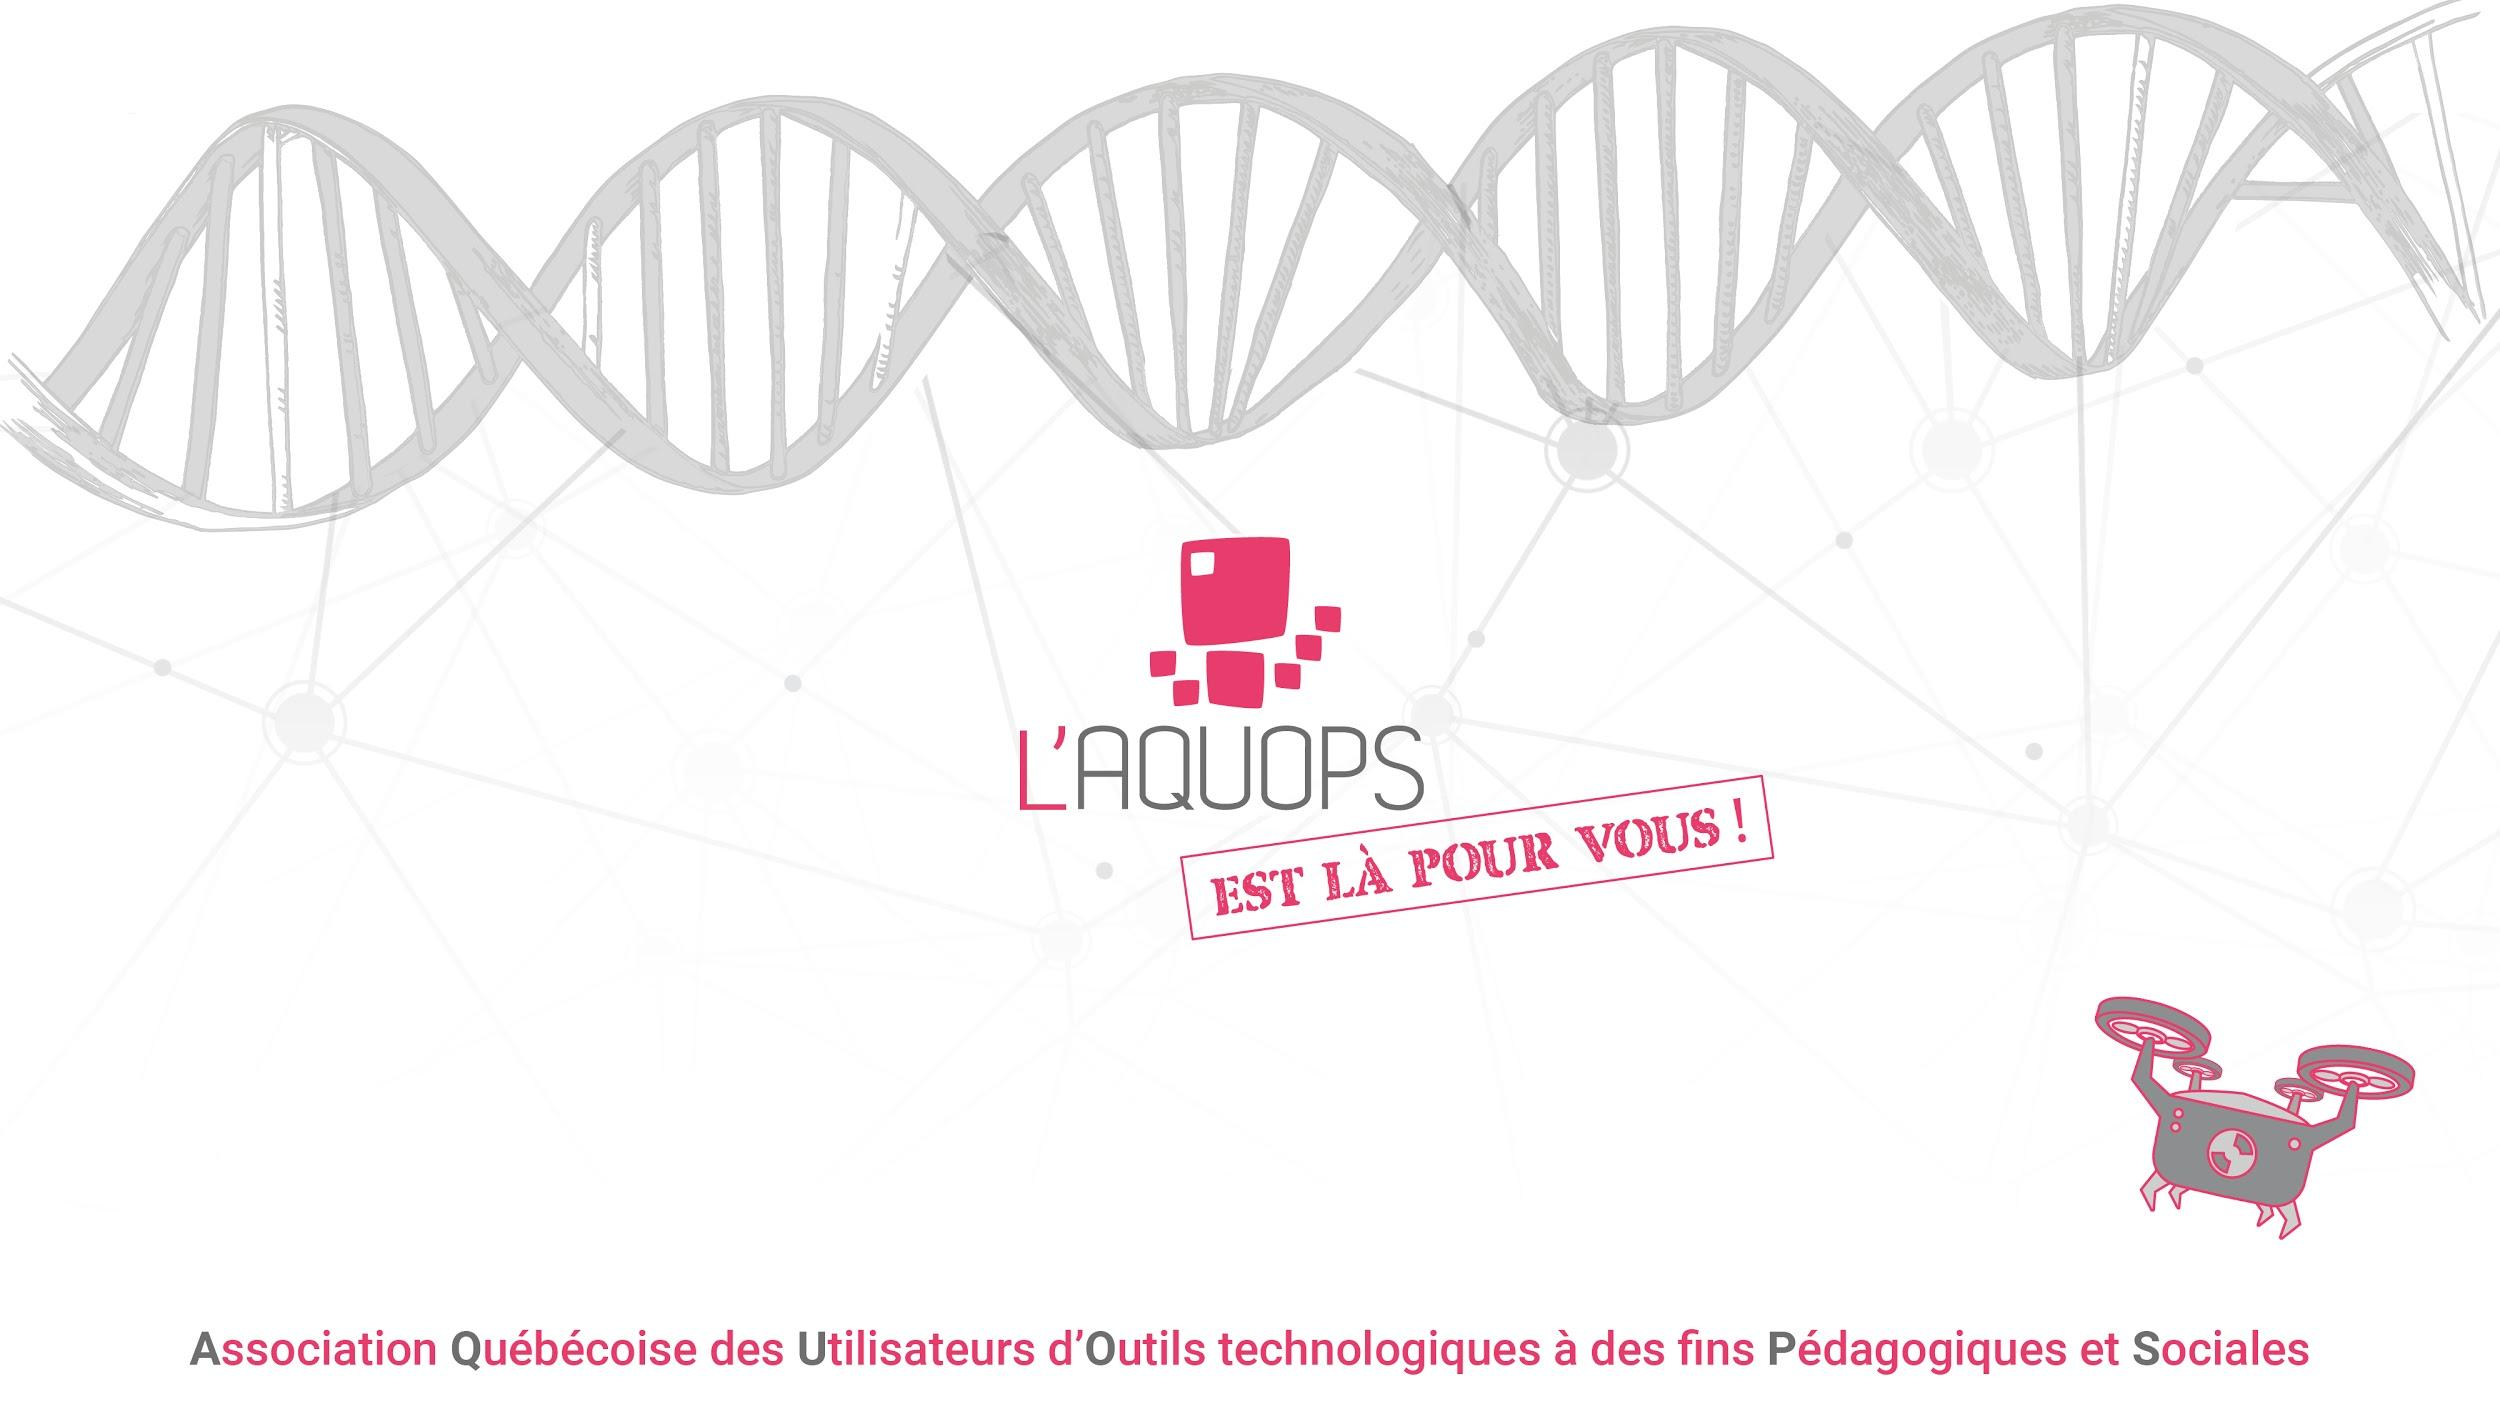 L'AQUOPS
EST LÀ POUR VOUS !
Association Québécoise des Utilisateurs d’Outils technologiques à des fins Pédagogiques et Sociales